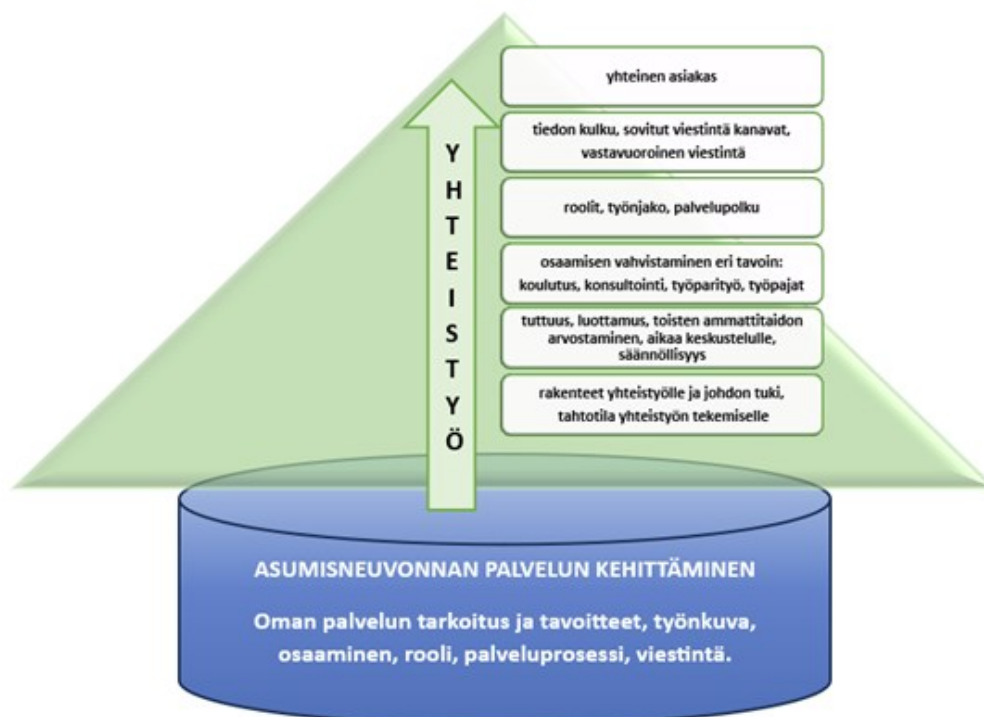 yhteinen asiakas
tiedon kulku, sovitut viestintä kanavat,
vastavuoroinen viestintä
roolit, työnjako, palvelupolku
osaamisen vahvistaminen eri tavoin:
koulutus, konsultointi, työparityö, työpajat
tuttuus, luottamus, toisten ammattitaidon
arvostaminen, aikaa keskustelulle,
säännöllisyys
rakenteet yhteistyölle ja johdon tuki,
tahtotila yhteistyön tekemiselle
YHTEISTYÖ
ASUMISNEUVONNAN PALVELUN KEHITTÄMINEN
Oman palvelun tarkoitus ja tavoitteet, työnkuva,
osaaminen, rooli, palveluprosessi, viestintä.